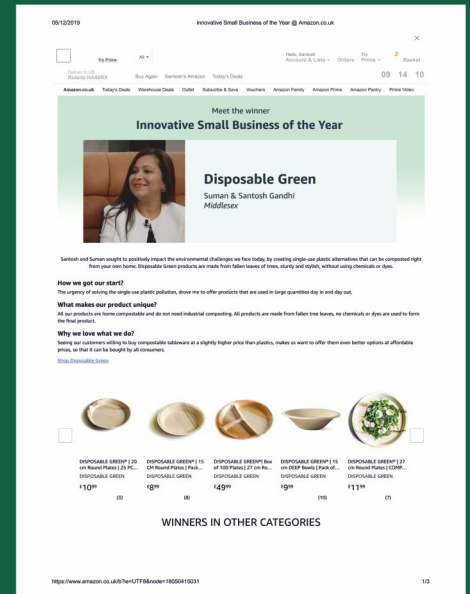 05/12/2019
Innovative Small Business of the Year @ Amazon.co.uk
Try Prime
All
Hello, Santosh
Account & Lists
Orders
Try
Prime
2
Basket
Deliver to GB
Ruislip HA40RX
Buy Again Santosh's Amazon Today's Deals
09 14 10
Amazon.co.uk Today's Deals Warehouse Deals Outlet Subscribe & Save Vouchers Amazon Family Amazon Prime Amazon Pantry Prime Video
Meet the winner
Innovative Small Business of the Year
Disposable Green
Suman & Santosh Gandhi
Middlesex
Santosh and Suman sought to positively impact the environmental challenges we face today, by creating single-use plastic alternatives that can be composted right
from your own home. Disposable Green products are made from fallen leaves of trees, sturdy and stylish, without using chemicals or dyes.
How we got our start?
The urgency of solving the single use plastic pollution, drove me to offer products that are used in large quantities day in and day out.
What makes our product unique?
All our products are home compostable and do not need industrial composting. All products are made from fallen tree leaves, no chemicals or dyes are used to form
the final product.
Why we love what we do?
Seeing our customers willing to buy compostable tableware at a slightly higher price than plastics, makes us want to offer them even better options at affordable
prices, so that it can be bought by all consumers.
Shop Disposable Green
DISPOSABLE GREEN® | 20
cm Round Plates | 25 PC...
DISPOSABLE GREEN
£10.99
(3)
DISPOSABLE GREEN® | 15
CM Round Plates | Pack...
DISPOSABLE GREEN
£8.99
(8)
DISPOSABLE GREEN® | Box
of 100 Plates | 27 cm Ro...
DISPOSABLE GREEN
£49.99
DISPOSABLE GREEN® | 15
cm DEEP Bowls | Pack of...
DISPOSABLE GREEN
£9.99
(10)
DISPOSABLE GREEN® | 27
cm Round Plates | COMP...
DISPOSABLE GREEN
£11.99
(7)
WINNERS IN OTHER CATEGORIES
https://www.amazon.co.uk/b?ie=UTF8&node=18050415031
1/3